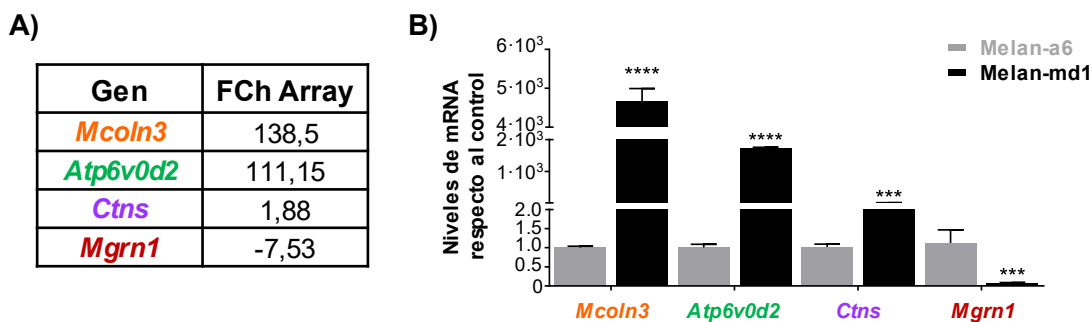 A)
Gen FCh Array
Mcoln3 138,5
Atp6v0d2 111,15
Ctns 1,88
Mgrn1 -7,53
B)
Niveles de mRNA
respecto al control
6·10³
5·10³
4·10³
2·10³
1·10³
2.0
1.5
1.0
0.5
0
Melan-a6
Melan-md1
****
****
***
***
Mcoln3 Atp6v0d2 Ctns Mgrn1